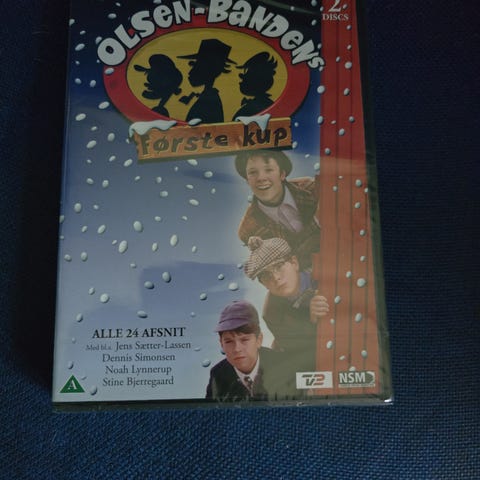 OLSEN-BANDENS
2
DISCS
Første kup
ALLE 24 AFSNIT
Med bl.a. Jens Sætter-Lassen
Dennis Simonsen
Noah Lynnerup
Stine Bjerregaard
A
TV2
NSM